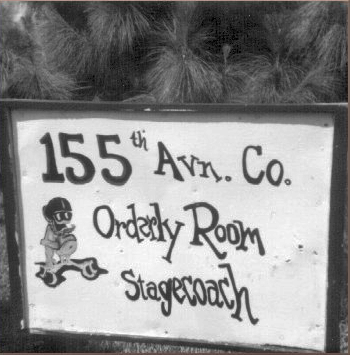 155th Avn. Co.
Orderly Room
Stagecoach